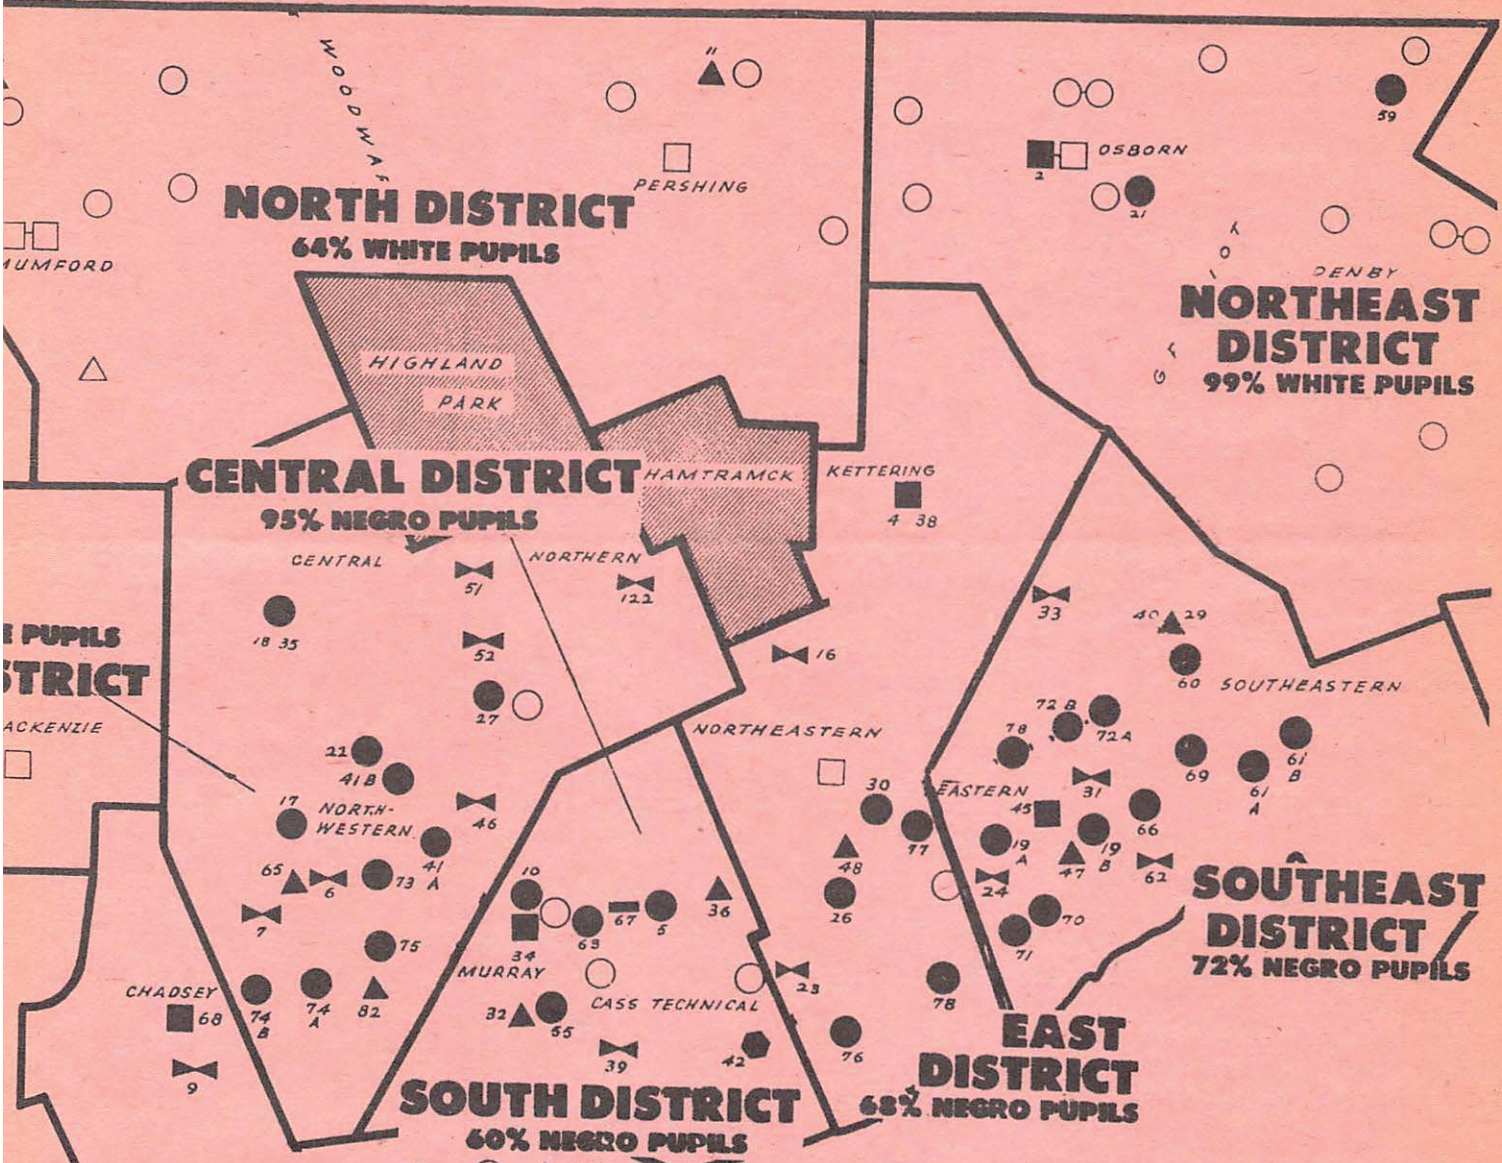 WOODWAR
11
59
PERSHING
OSBORN
2
21
NORTH DISTRICT
64% WHITE PUPILS
MUMFORD
DENBY
NORTHEAST
DISTRICT
99% WHITE PUPILS
HIGHLAND
PARK
CENTRAL DISTRICT
95% NEGRO PUPILS
HAMTRAMCK
KETTERING
4 38
CENTRAL
NORTHERN
51
122
18 35
52
16
33
40 29
60
SOUTHEASTERN
E PUPILS
STRICT
ACKENZIE
27
NORTHEASTERN
72 B
72A
78
69
61
B
61
A
22
41 B
17
NORTH-
WESTERN
46
41
A
30
77
EASTERN
45
31
66
19
A
19
B
47
62
24
65
6
73
7
75
48
26
70
71
10
34
63
67
5
36
MURRAY
CASS TECHNICAL
23
78
CHADSEY
68
74
B
74
A
82
32
55
39
42
76
9
SOUTHEAST
DISTRICT
72% NEGRO PUPILS
EAST
DISTRICT
68% NEGRO PUPILS
SOUTH DISTRICT
60% NEGRO PUPILS